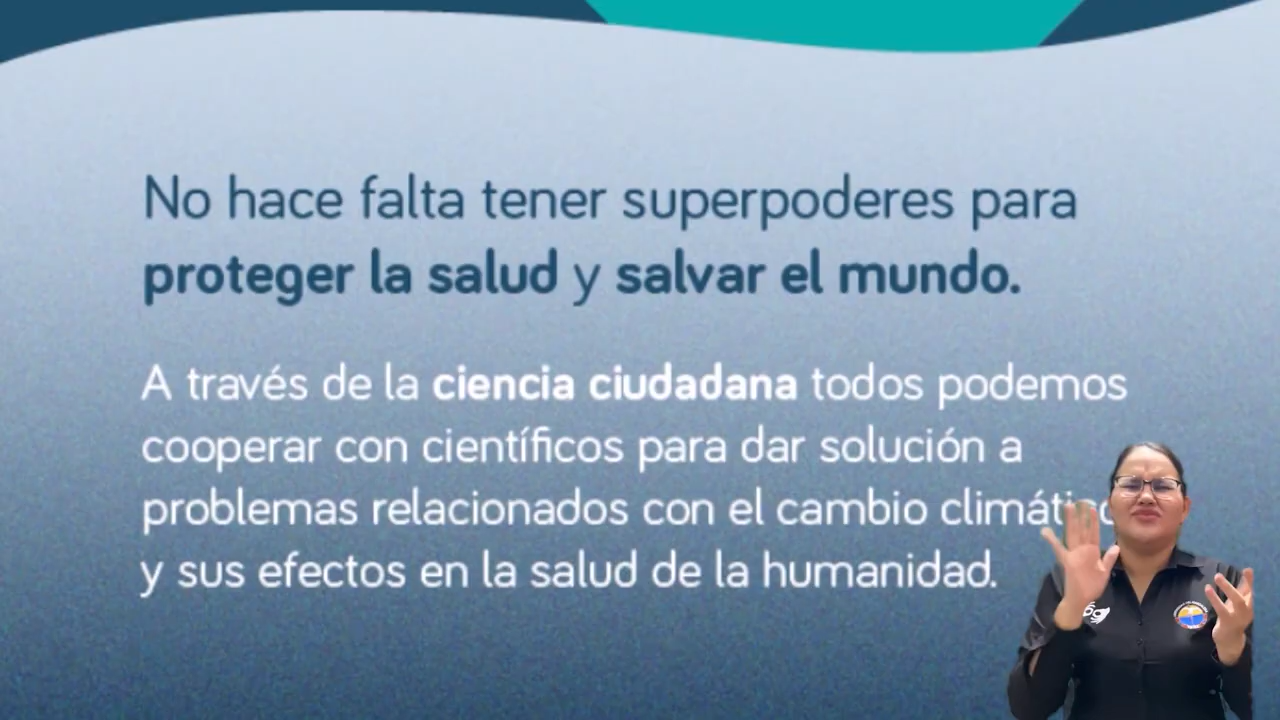 No hace falta tener superpoderes para
proteger la salud y salvar el mundo.
A través de la ciencia ciudadana todos podemos
cooperar con científicos para dar solución a
problemas relacionados con el cambio climático
y sus efectos en la salud de la humanidad.